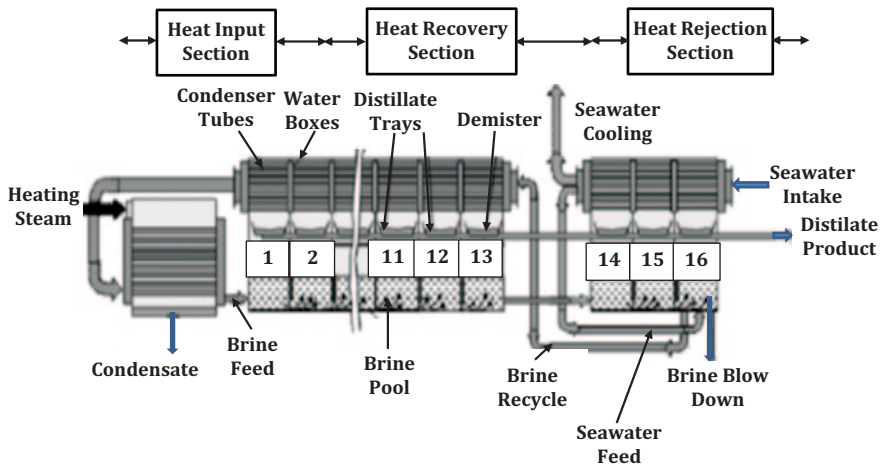 Heat Input
Section
Heat Recovery
Section
Heat Rejection
Section
Condenser
Tubes
Water
Boxes
Distillate
Trays
Demister
Seawater
Cooling
Seawater
Intake
Heating
Steam
Distilate
Product
1
2
11
12
13
14
15
16
Brine
Feed
Condensate
Brine
Pool
Brine
Recycle
Brine Blow
Down
Seawater
Feed